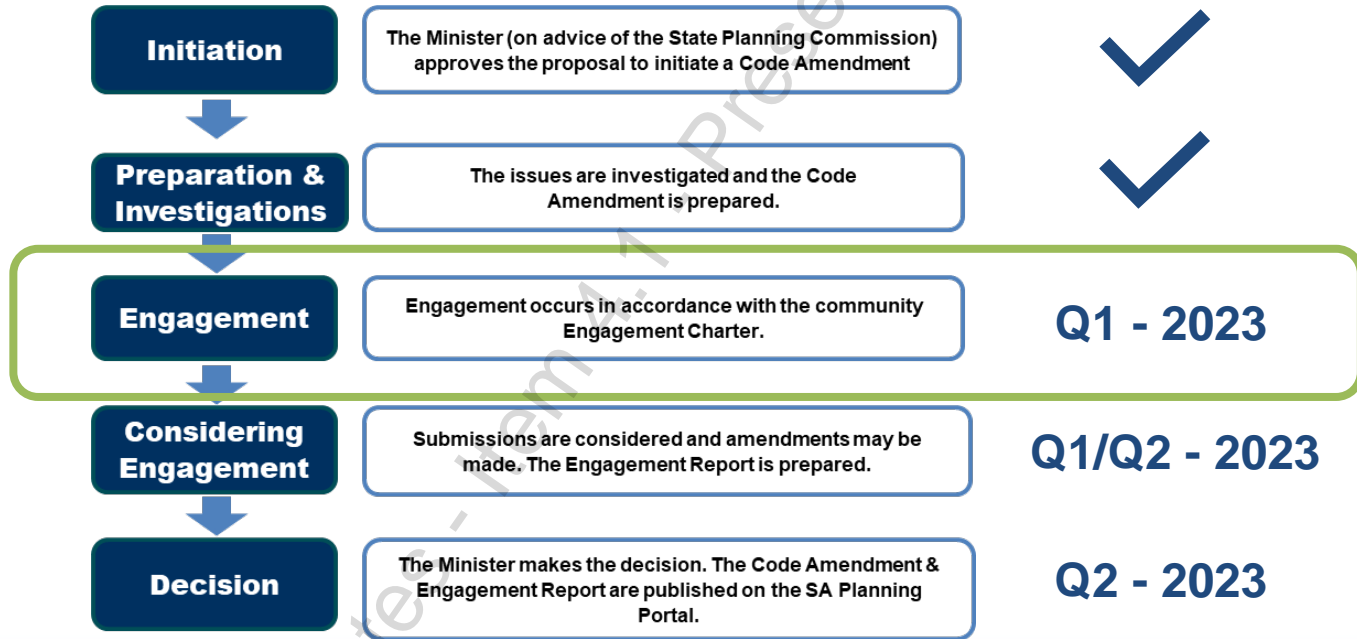 Initiation
The Minister (on advice of the State Planning Commission)
approves the proposal to initiate a Code Amendment
Preparation &
Investigations
The issues are investigated and the Code
Amendment is prepared.
Engagement
Engagement occurs in accordance with the community
Engagement Charter.
Q1 - 2023
Considering
Engagement
Submissions are considered and amendments may be
made. The Engagement Report is prepared.
Q1/Q2 - 2023
Decision
The Minister makes the decision. The Code Amendment &
Engagement Report are published on the SA Planning
Portal.
Q2 - 2023
- Item 4.1 -